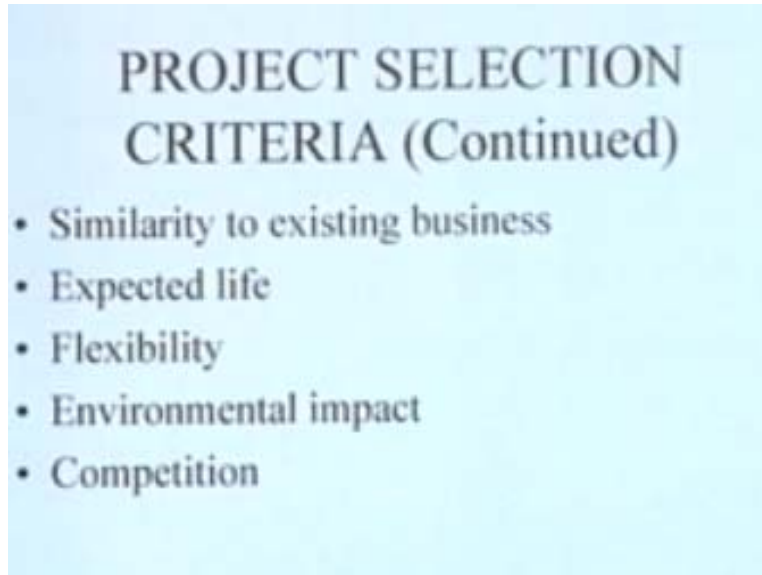 PROJECT SELECTION
CRITERIA (Continued)
• Similarity to existing business
• Expected life
• Flexibility
• Environmental impact
• Competition